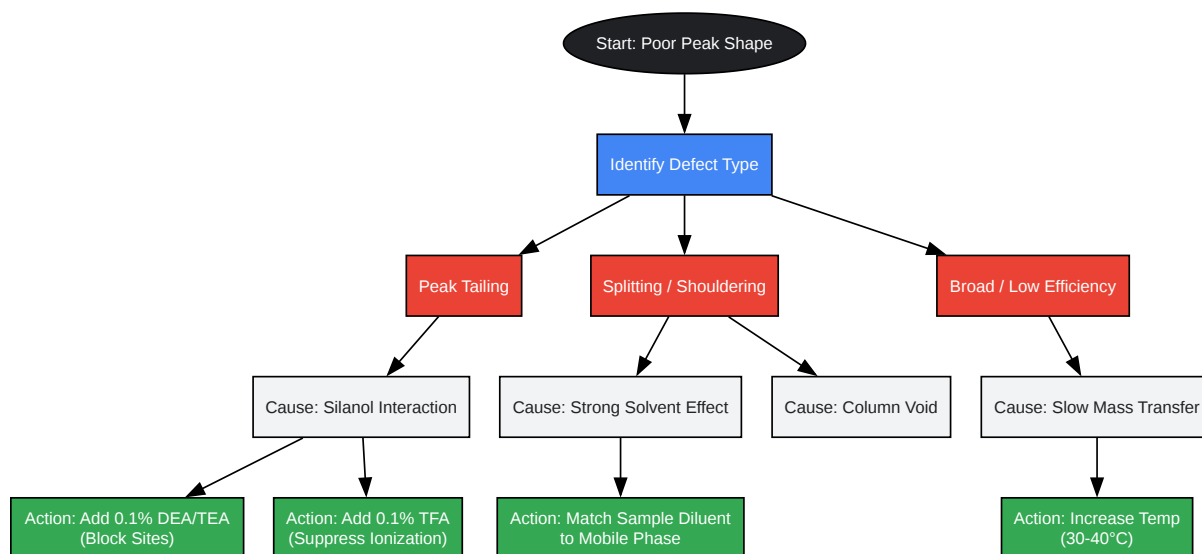 Start: Poor Peak Shape
Identify Defect Type
Peak Tailing
Splitting / Shouldering
Broad / Low Efficiency
Cause: Silanol Interaction
Cause: Strong Solvent Effect
Cause: Column Void
Cause: Slow Mass Transfer
Action: Add 0.1% DEA/TEA
(Block Sites)
Action: Add 0.1% TFA
(Suppress Ionization)
Action: Match Sample Diluent
to Mobile Phase
Action: Increase Temp
(30-40°C)